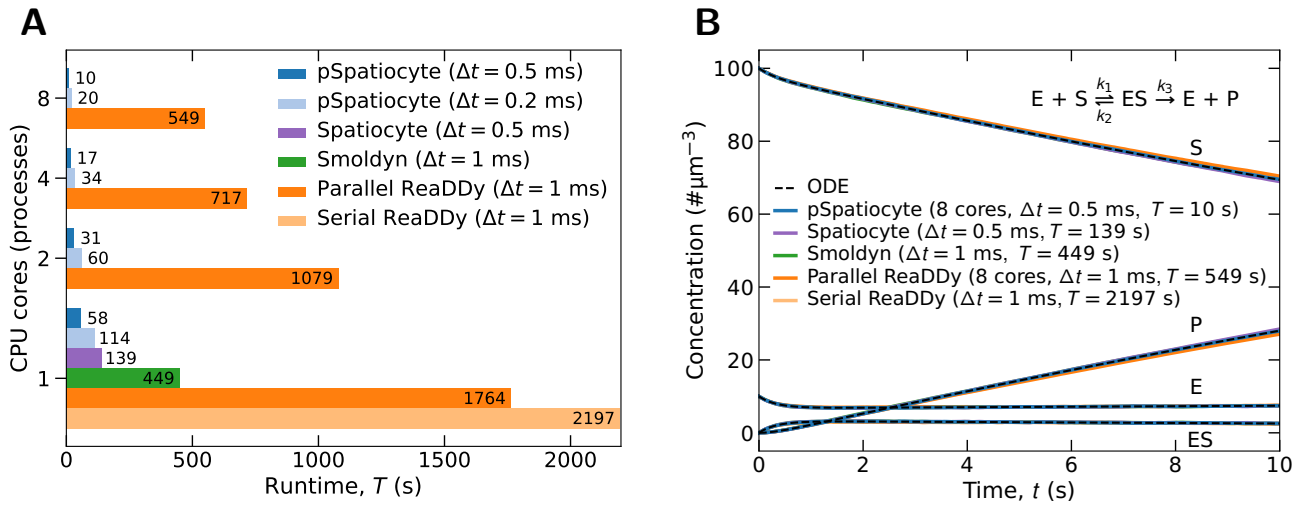 A
10
20
549
8
17
34
717
4
31
60
1079
2
58
114
139
449
1764
2197
1
CPU cores (processes)
0
500
1000
1500
2000
Runtime, T (s)
pSpatiocyte (Δt = 0.5 ms)
pSpatiocyte (Δt = 0.2 ms)
Spatiocyte (Δt = 0.5 ms)
Smoldyn (Δt = 1 ms)
Parallel ReaDDy (Δt = 1 ms)
Serial ReaDDy (Δt = 1 ms)
B
100
80
60
40
20
0
Concentration (#μm⁻³)
E + S ⇌ ES → E + P
k₁
k₂
k₃
S
ODE
pSpatiocyte (8 cores, Δt = 0.5 ms, T = 10 s)
Spatiocyte (Δt = 0.5 ms, T = 139 s)
Smoldyn (Δt = 1 ms, T = 449 s)
Parallel ReaDDy (8 cores, Δt = 1 ms, T = 549 s)
Serial ReaDDy (Δt = 1 ms, T = 2197 s)
P
E
ES
0
2
4
6
8
10
Time, t (s)